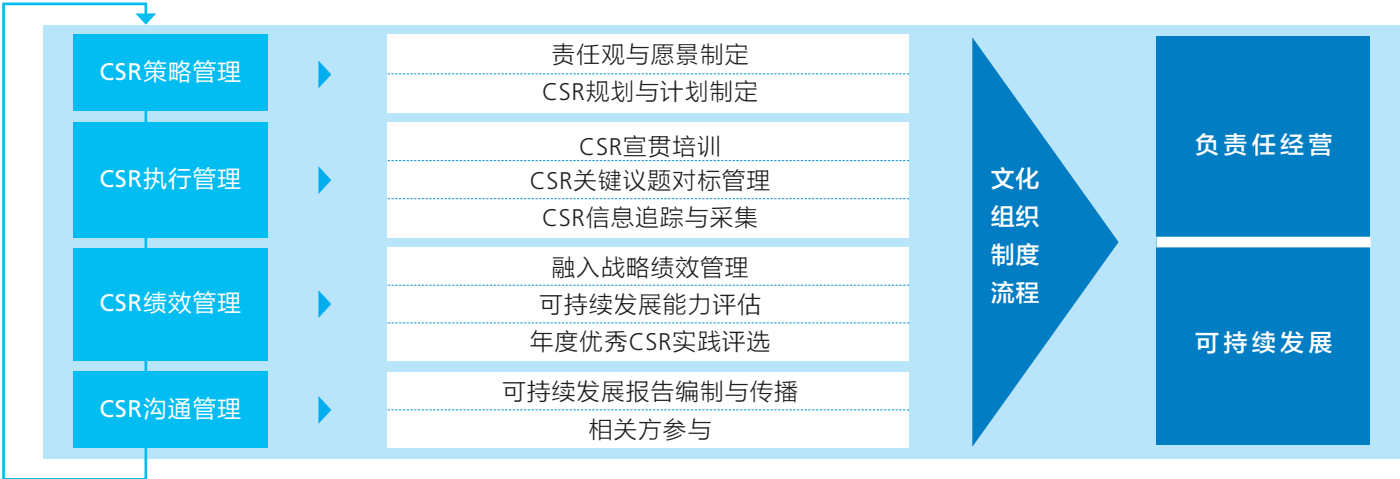 CSR策略管理
责任观与愿景制定
CSR规划与计划制定
CSR执行管理
CSR宣贯培训
CSR关键议题对标管理
CSR信息追踪与采集
CSR绩效管理
融入战略绩效管理
可持续发展能力评估
年度优秀CSR实践评选
CSR沟通管理
可持续发展报告编制与传播
相关方参与
文化
组织
制度
流程
负责任经营
可持续发展